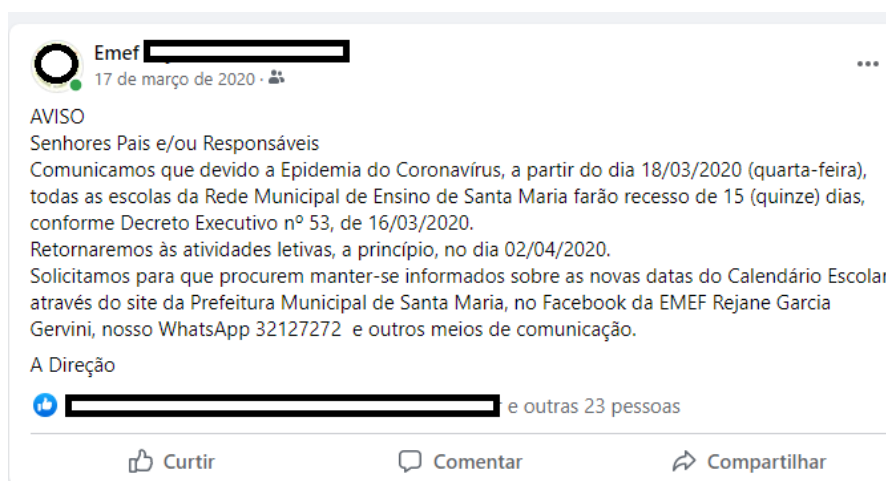 Emef
17 de março de 2020 ·
AVISO
Senhores Pais e/ou Responsáveis
Comunicamos que devido a Epidemia do Coronavírus, a partir do dia 18/03/2020 (quarta-feira),
todas as escolas da Rede Municipal de Ensino de Santa Maria farão recesso de 15 (quinze) dias,
conforme Decreto Executivo nº 53, de 16/03/2020.
Retornaremos às atividades letivas, a princípio, no dia 02/04/2020.
Solicitamos para que procurem manter-se informados sobre as novas datas do Calendário Escolar
através do site da Prefeitura Municipal de Santa Maria, no Facebook da EMEF Rejane Garcia
Gervini, nosso WhatsApp 32127272 e outros meios de comunicação.
A Direção
e outras 23 pessoas
Curtir Comentar Compartilhar